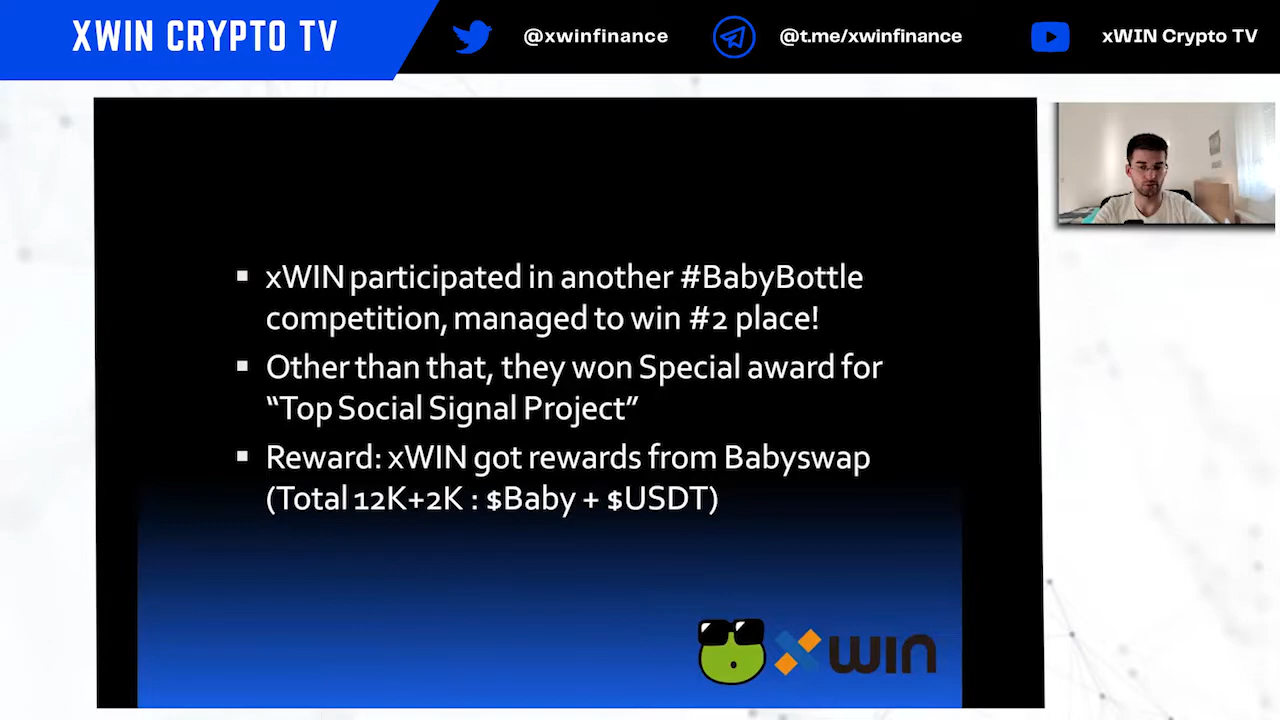 XWIN CRYPTO TV
@xwinfinance
@t.me/xwinfinance
xWIN Crypto TV
▪ xWIN participated in another #BabyBottle
competition, managed to win #2 place!
▪ Other than that, they won Special award for
“Top Social Signal Project”
▪ Reward: xWIN got rewards from Babyswap
(Total 12K+2K : $Baby + $USDT)
xWIN